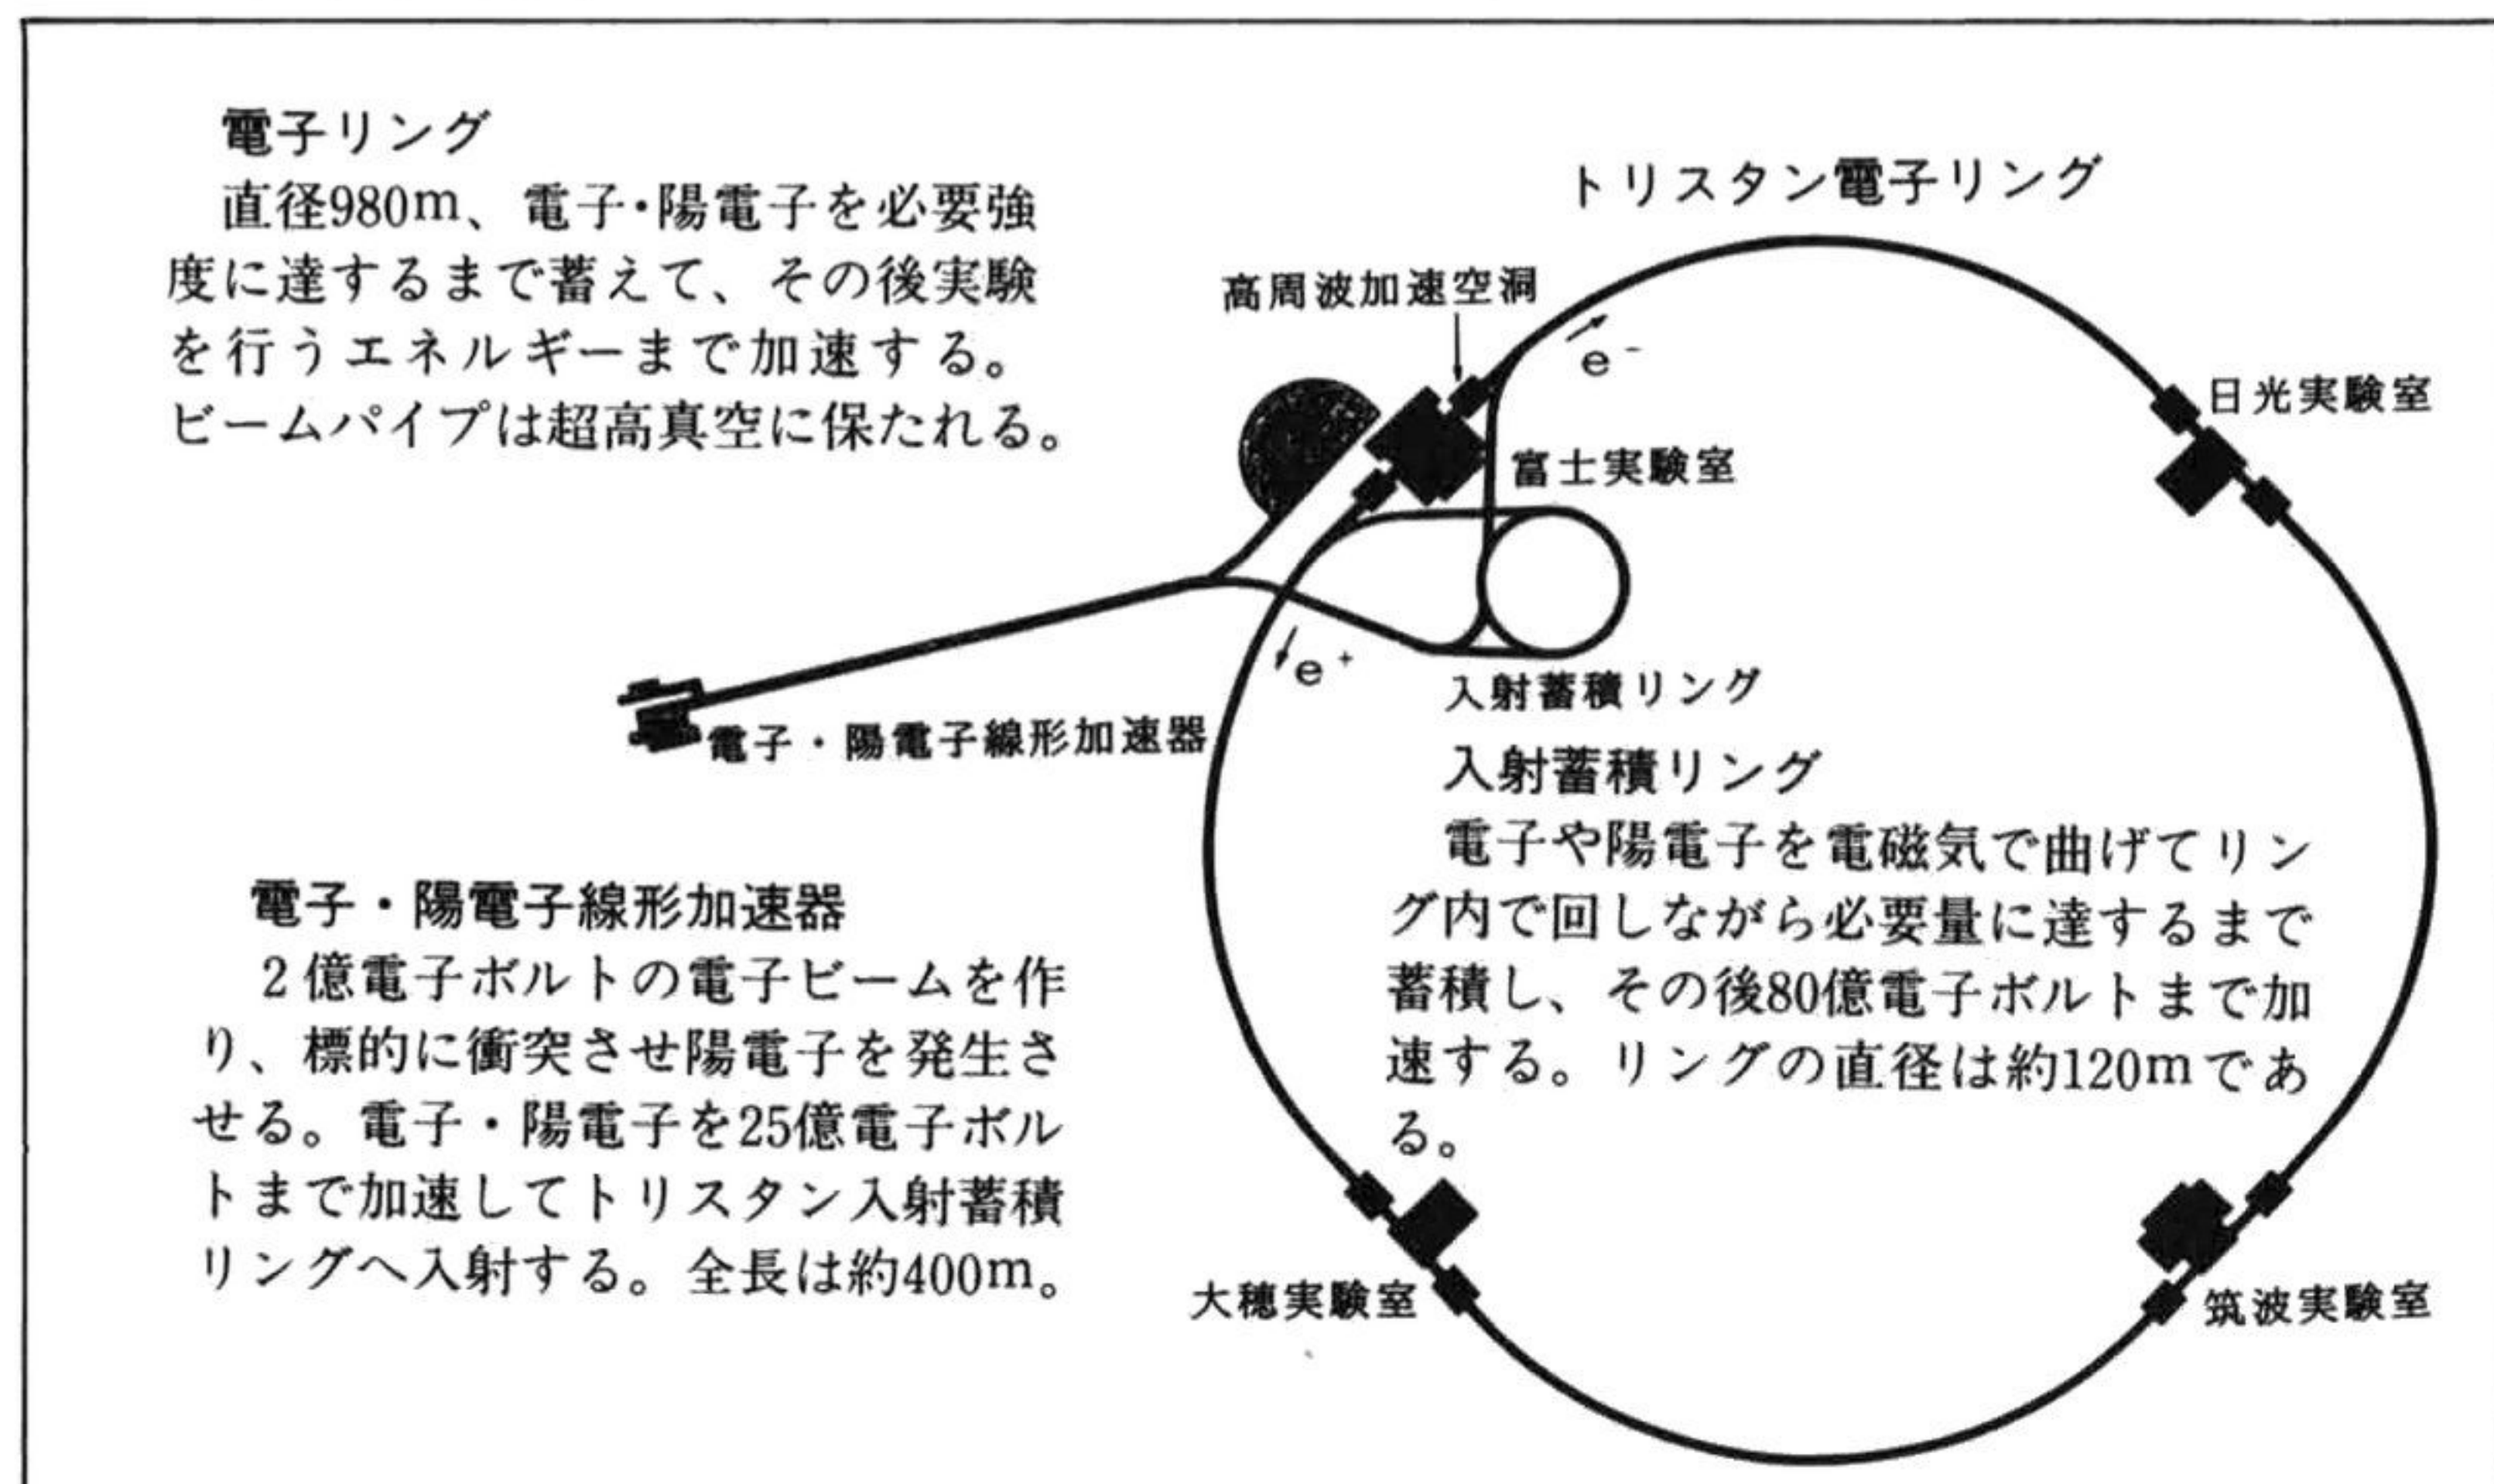 電子リング
直径980m、電子・陽電子を必要強
度に達するまで蓄えて、その後実験
を行うエネルギーまで加速する。
ビームパイプは超高真空に保たれる。
トリスタン電子リング
高周波加速空洞
e⁻
日光実験室
富士実験室
e⁺
入射蓄積リング
電子・陽電子線形加速器
入射蓄積リング
電子や陽電子を電磁気で曲げてリン
グ内で回しながら必要量に達するまで
蓄積し、その後80億電子ボルトまで加
速する。リングの直径は約120mであ
る。
電子・陽電子線形加速器
2億電子ボルトの電子ビームを作
り、標的に衝突させ陽電子を発生さ
せる。電子・陽電子を25億電子ボル
トまで加速してトリスタン入射蓄積
リングへ入射する。全長は約400m。
大穂実験室
筑波実験室